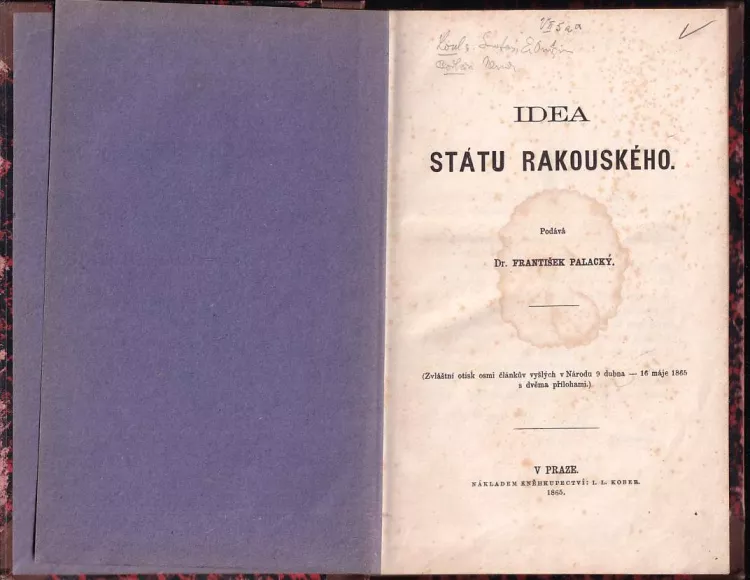 IDEA
STÁTU RAKOUSKÉHO.
Podává
Dr. FRANTIŠEK PALACKÝ.
(Zvláštní otisk osmi článkův vyšlých v Národu 9 dubna — 16 máje 1865
s dvěma přílohami.)
V PRAZE.
NÁKLADEM KNĚHKUPECTVÍ: I. L. KOBER.
1865.